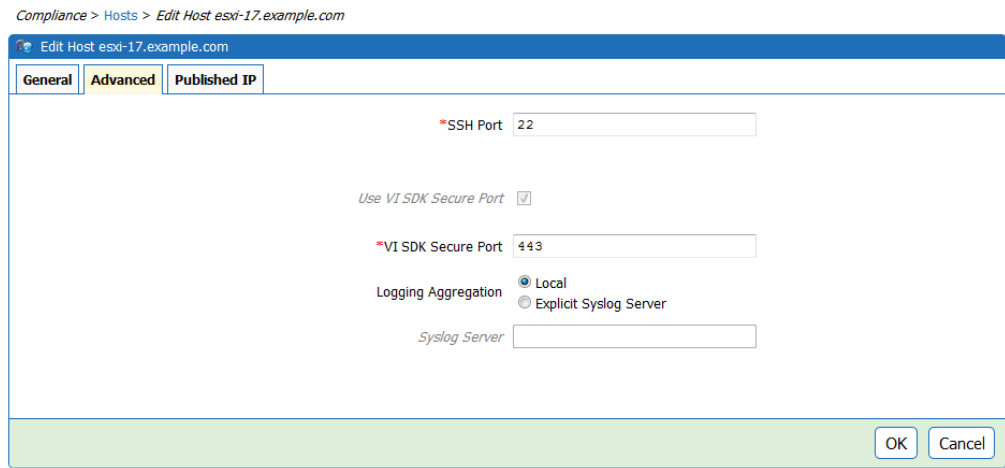 Compliance > Hosts > Edit Host esxi-17.example.com
Edit Host esxi-17.example.com
General Advanced Published IP
*SSH Port 22
Use VI SDK Secure Port
*VI SDK Secure Port 443
Logging Aggregation
Local
Explicit Syslog Server
Syslog Server
OK Cancel